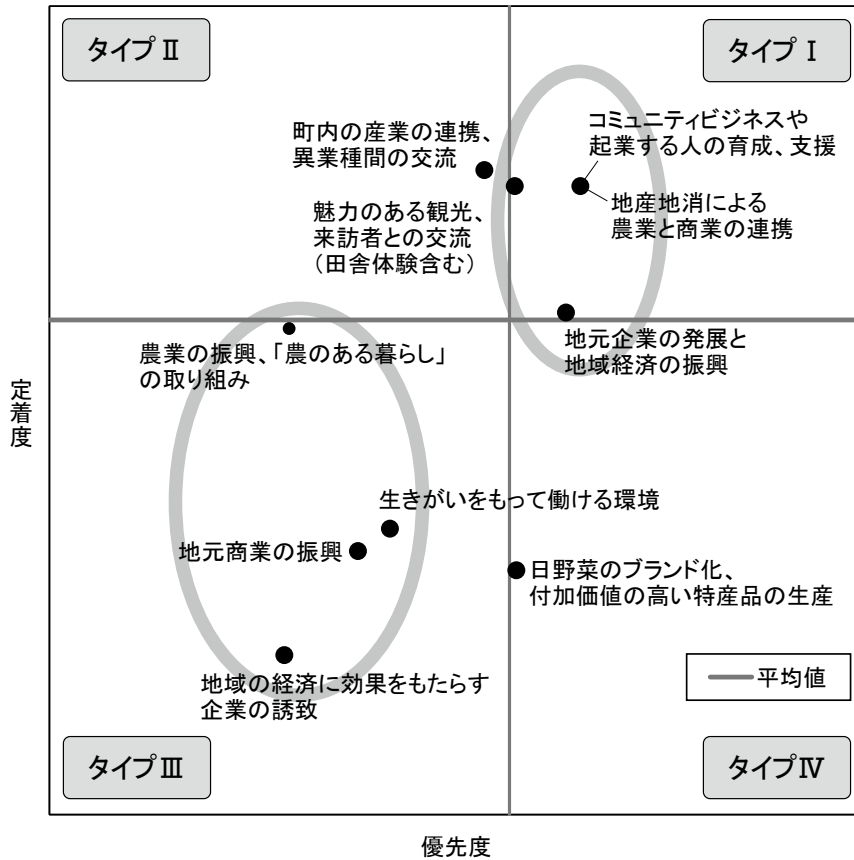 タイプⅡ
タイプⅠ
町内の産業の連携、
異業種間の交流
コミュニティビジネスや
起業する人の育成、支援
魅力のある観光、
来訪者との交流
（田舎体験含む）
地産地消による
農業と商業の連携
農業の振興、「農のある暮らし」
の取り組み
地元企業の発展と
地域経済の振興
定着度
生きがいをもって働ける環境
地元商業の振興
日野菜のブランド化、
付加価値の高い特産品の生産
地域の経済に効果をもたらす
企業の誘致
平均値
タイプⅢ
タイプⅣ
優先度